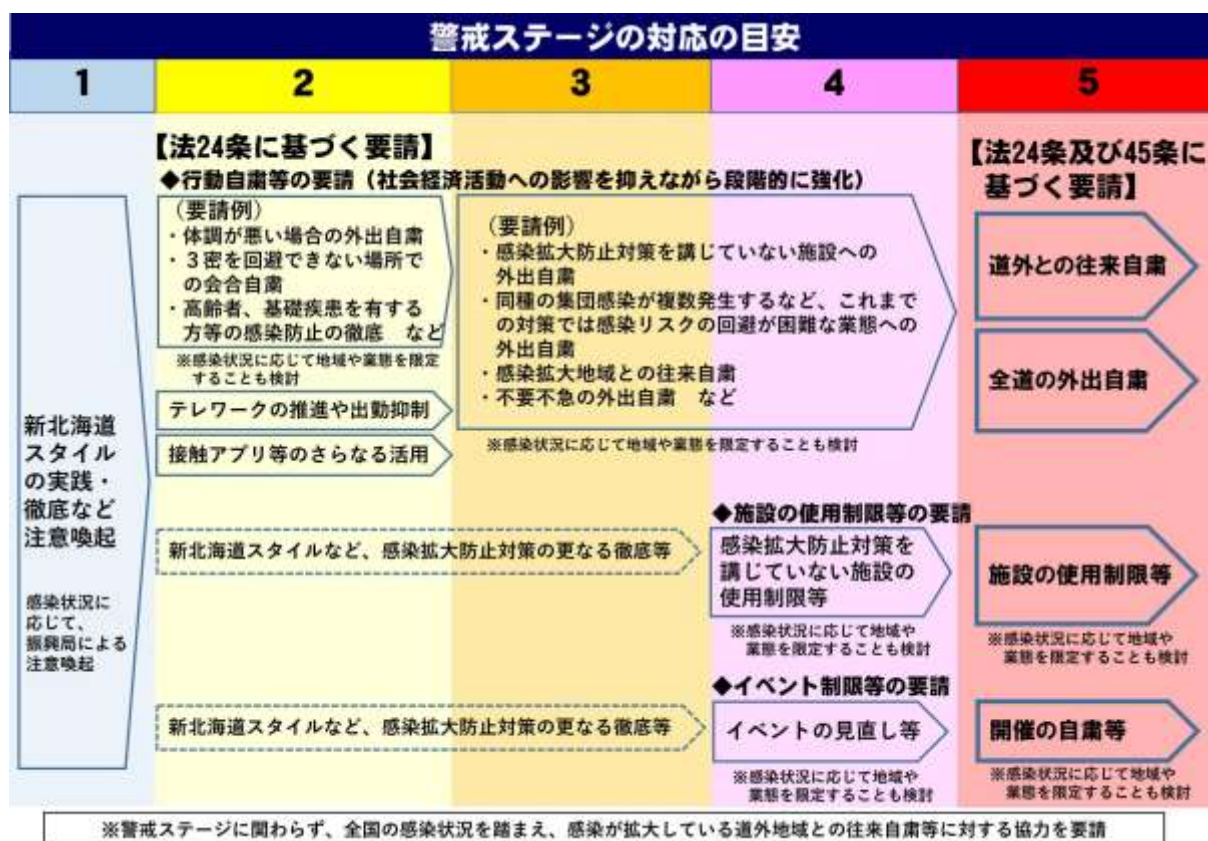 警戒ステージの対応の目安
1
2
3
4
5
【法24条に基づく要請】
◆行動自粛等の要請（社会経済活動への影響を抑えながら段階的に強化）
【法24条及び45条に
基づく要請】
新北海道
スタイル
の実践・
徹底など
注意喚起
感染状況に
応じて、
振興局による
注意喚起
（要請例）
・体調が悪い場合の外出自粛
・３密を回避できない場所で
の会合自粛
・高齢者、基礎疾患を有する
方等の感染防止の徹底　など
※感染状況に応じて地域や業態を限定
することも検討
テレワークの推進や出勤抑制
接触アプリ等のさらなる活用
（要請例）
・感染拡大防止対策を講じていない施設への
外出自粛
・同種の集団感染が複数発生するなど、これまで
の対策では感染リスクの回避が困難な業態への
外出自粛
・感染拡大地域との往来自粛
・不要不急の外出自粛　など
※感染状況に応じて地域や業態を限定することも検討
道外との往来自粛
全道の外出自粛
新北海道スタイルなど、感染拡大防止対策の更なる徹底等
◆施設の使用制限等の要請
感染拡大防止対策を
講じていない施設の
使用制限等
※感染状況に応じて地域や
業態を限定することも検討
施設の使用制限等
※感染状況に応じて地域や
業態を限定することも検討
新北海道スタイルなど、感染拡大防止対策の更なる徹底等
◆イベント制限等の要請
イベントの見直し等
※感染状況に応じて地域や
業態を限定することも検討
開催の自粛等
※感染状況に応じて地域や
業態を限定することも検討
※警戒ステージに関わらず、全国の感染状況を踏まえ、感染が拡大している道外地域との往来自粛等に対する協力を要請